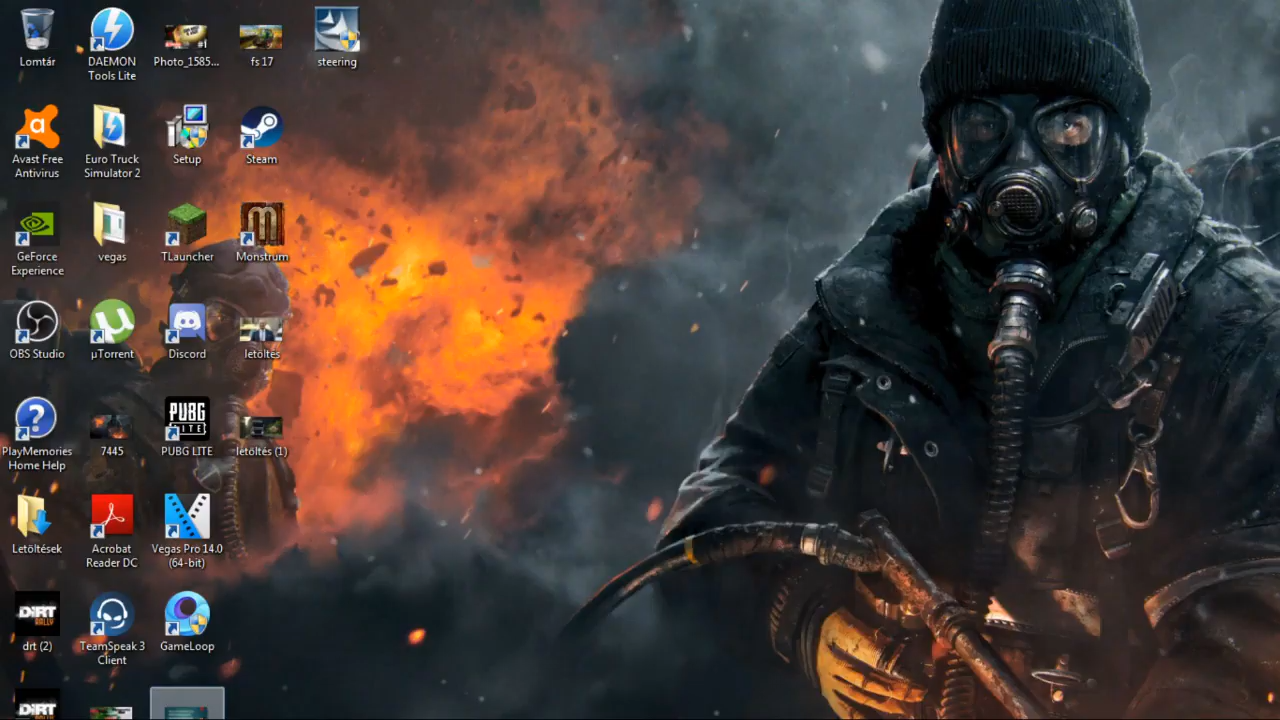 Lomtár
DAEMON
Tools Lite
Photo_1585...
#1
fs 17
steering
Avast Free
Antivirus
Euro Truck
Simulator 2
Setup
Steam
GeForce
Experience
vegas
TLauncher
Monstrum
OBS Studio
µTorrent
Discord
letöltés
PlayMemories
Home Help
7445
PUBG
LITE
PUBG LITE
letöltés (1)
Letöltések
Acrobat
Reader DC
Vegas Pro 14.0
(64-bit)
DiRT
RALLY
drt (2)
TeamSpeak 3
Client
GameLoop
DiRT